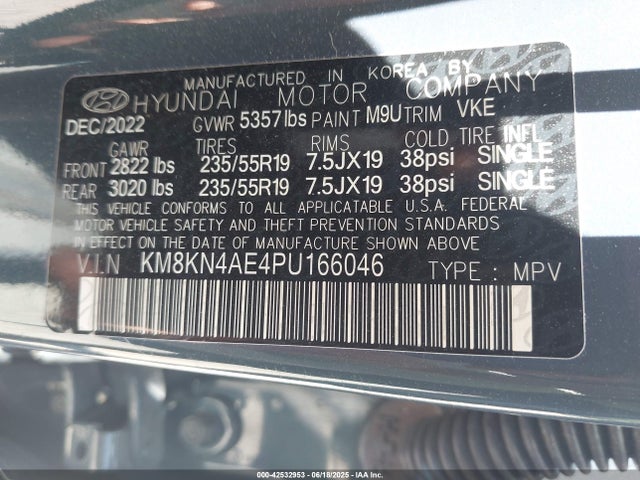 MANUFACTURED IN KOREA BY
HYUNDAI MOTOR COMPANY
DEC/2022 GVWR 5357 lbs PAINT M9U TRIM VKE
GAWR TIRES RIMS COLD TIRE INFL
FRONT 2822 lbs 235/55R19 7.5JX19 38psi SINGLE
REAR 3020 lbs 235/55R19 7.5JX19 38psi SINGLE
THIS VEHICLE CONFORMS TO ALL APPLICABLE U.S.A. FEDERAL
MOTOR VEHICLE SAFETY AND THEFT PREVENTION STANDARDS
IN EFFECT ON THE DATE OF MANUFACTURE SHOWN ABOVE.
V.I.N KM8KN4AE4PU166046 TYPE : MPV
000-42532953 - 06/18/2025 - IAAI